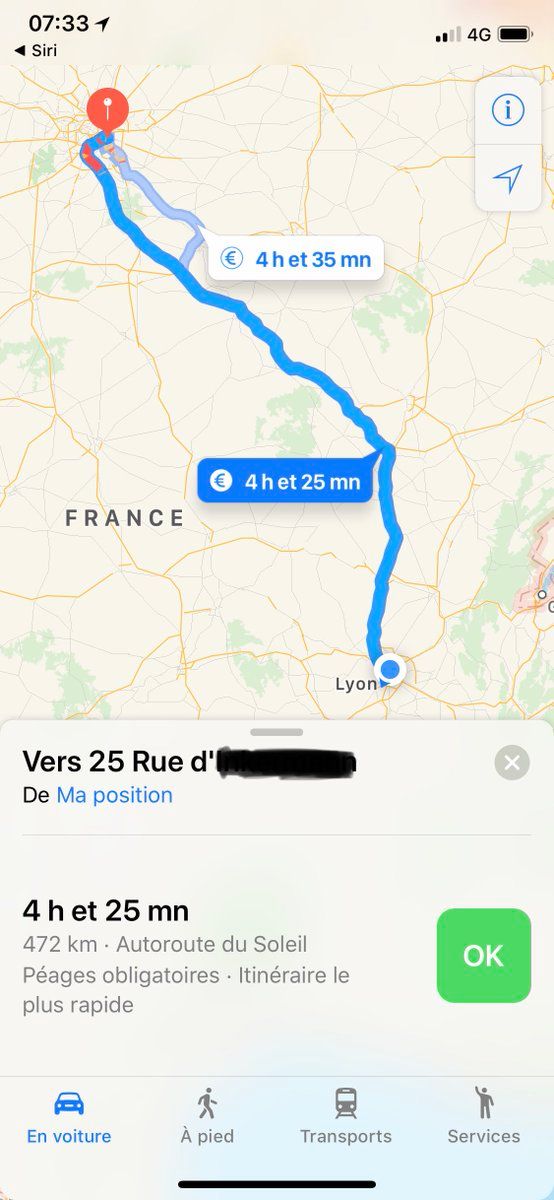 07:33
4G
◀ Siri
4 h et 35 mn
4 h et 25 mn
FRANCE
Lyon
Vers 25 Rue d'
De Ma position
4 h et 25 mn
472 km · Autoroute du Soleil
Péages obligatoires · Itinéraire le
plus rapide
OK
En voiture
À pied
Transports
Services